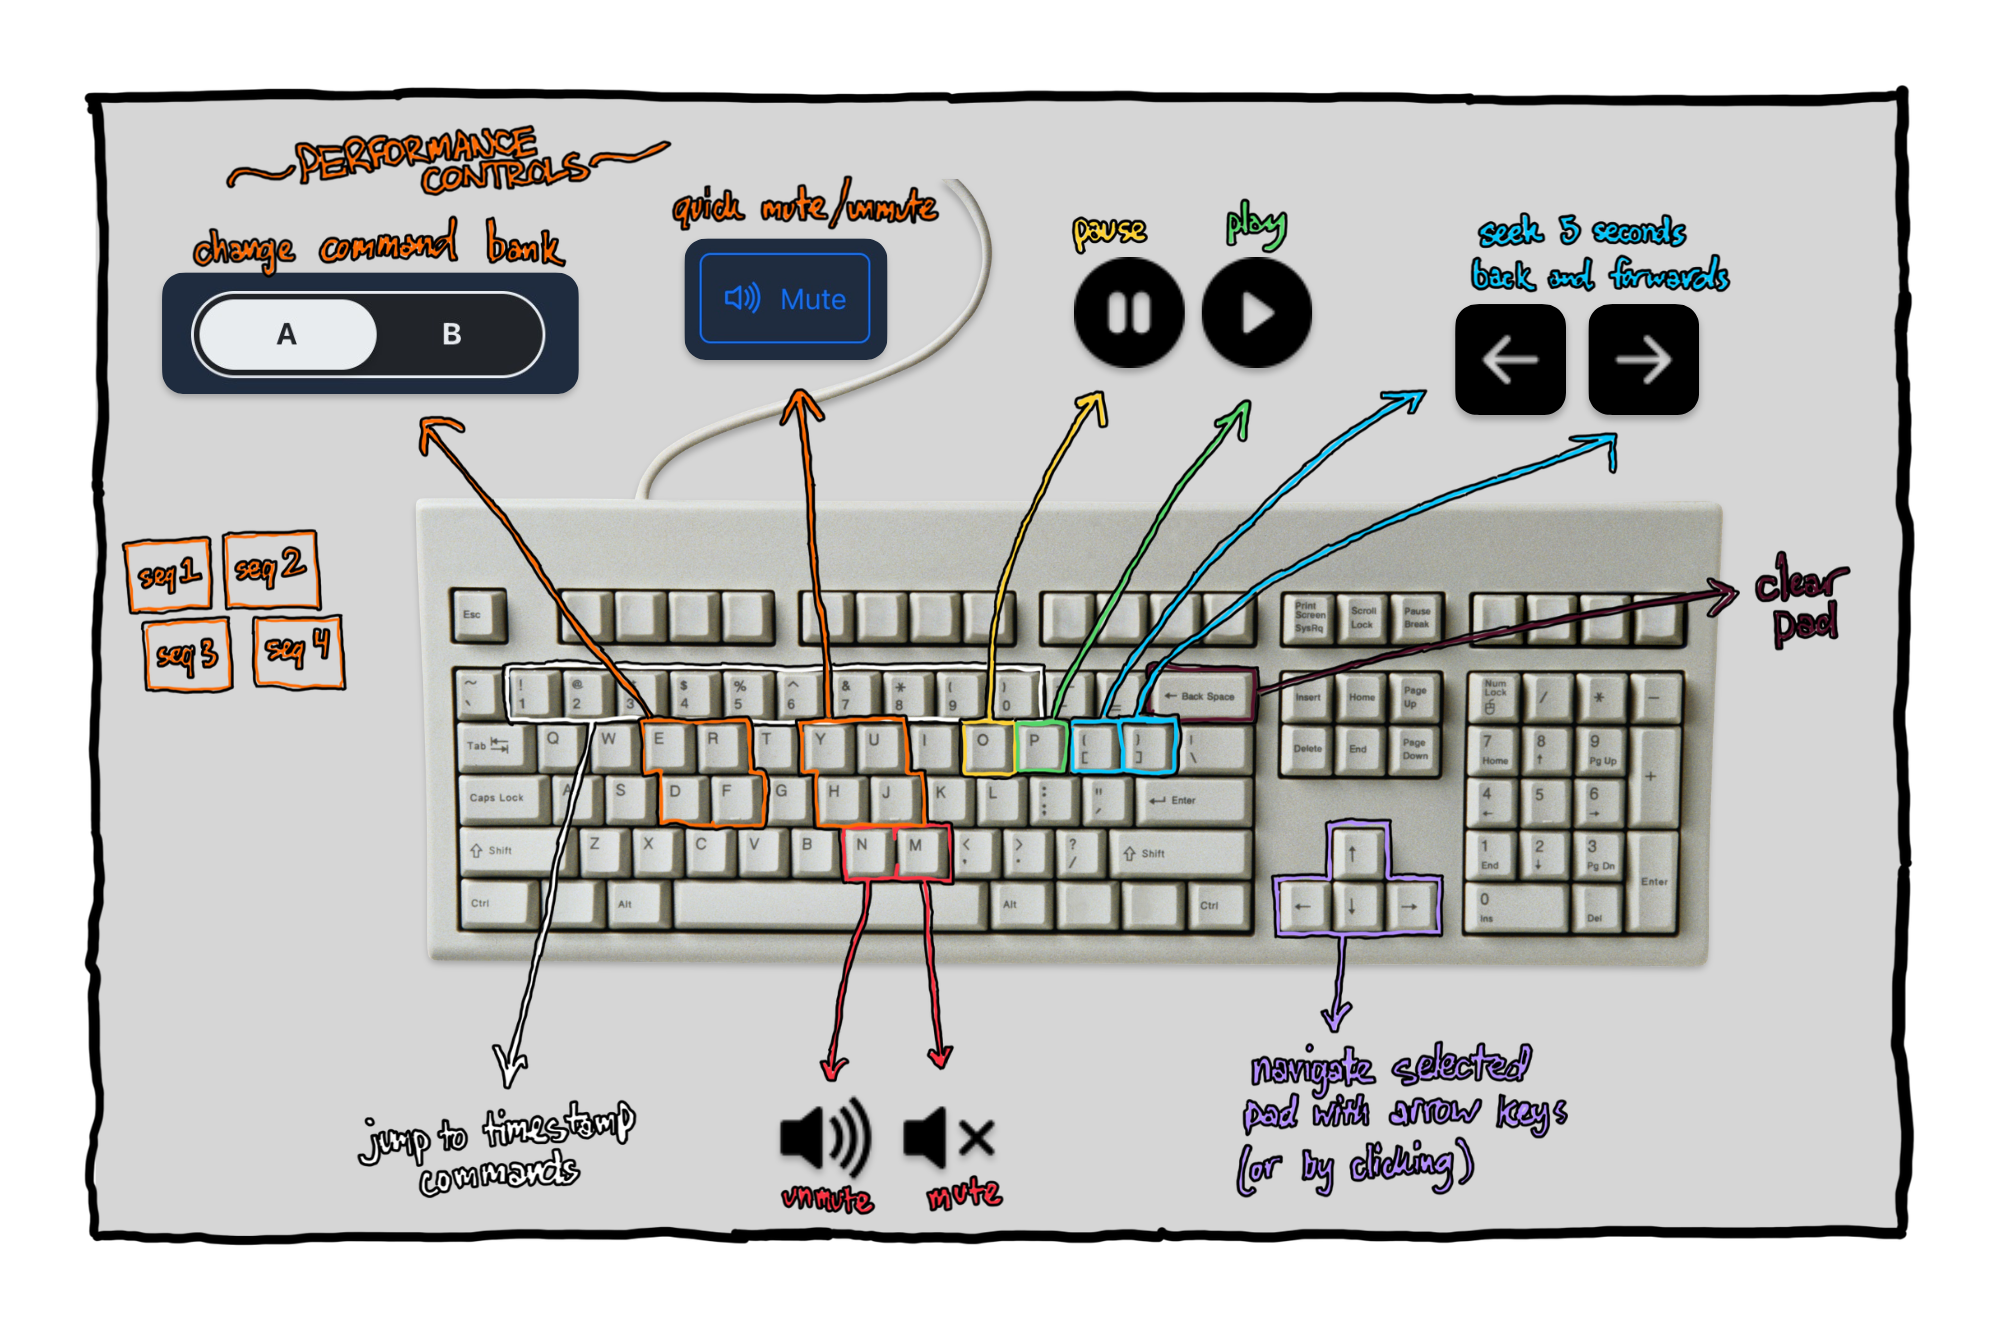 PERFORMANCE
CONTROLS
change command bank
A B
quick mute/unmute
Mute
pause
play
seek 5 seconds
back and forwards
seq 1 seq 2
seq 3 seq 4
clear
pad
Esc
Print Screen SysRq
Scroll Lock
Pause Break
~ `
! 1
@ 2
3
$ 4
% 5
^ 6
& 7
* 8
( 9
) 0
← Back Space
Insert Home Page Up
Num Lock / * −
Tab Q W E R T Y U I O P { [ } ] | \
Delete End Page Down
7 Home 8 ↑ 9 Pg Up +
Caps Lock A S D F G H J K L : ; " ' ↵ Enter
4 ← 5 6 →
⇧ Shift Z X C V B N M < , > . ? / ⇧ Shift
↑
1 End 2 ↓ 3 Pg Dn Enter
Ctrl Alt Alt Ctrl
← ↓ →
0 Ins Del
jump to timestamp
commands
unmute
mute
navigate selected
pad with arrow keys
(or by clicking)